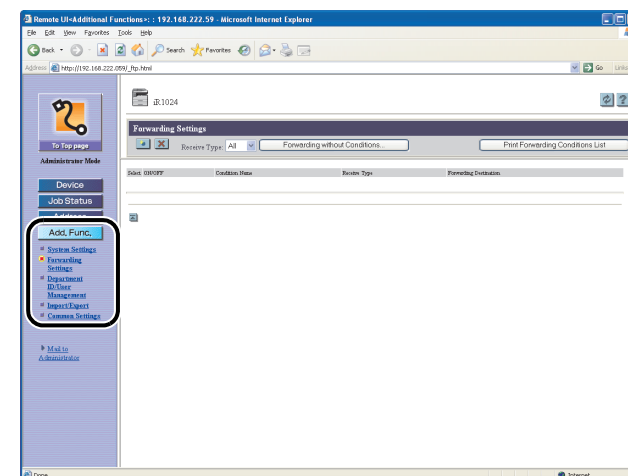 Remote UI<Additional Functions>: : 192.168.222.59 - Microsoft Internet Explorer
File Edit View Favorites Tools Help
Back Search Favorites
Address http://192.168.222.059/_ftp.html Go Links
iR1024
To Top page
Administrator Mode
Forwarding Settings
Receive Type: All Forwarding without Conditions... Print Forwarding Conditions List
Select ON/OFF Condition Name Receive Type Forwarding Destination
Device
Job Status
Address
Add. Func.
System Settings
Forwarding
Settings
Department
ID/User
Management
Import/Export
Common Settings
Mail to
Administrator
Done Internet